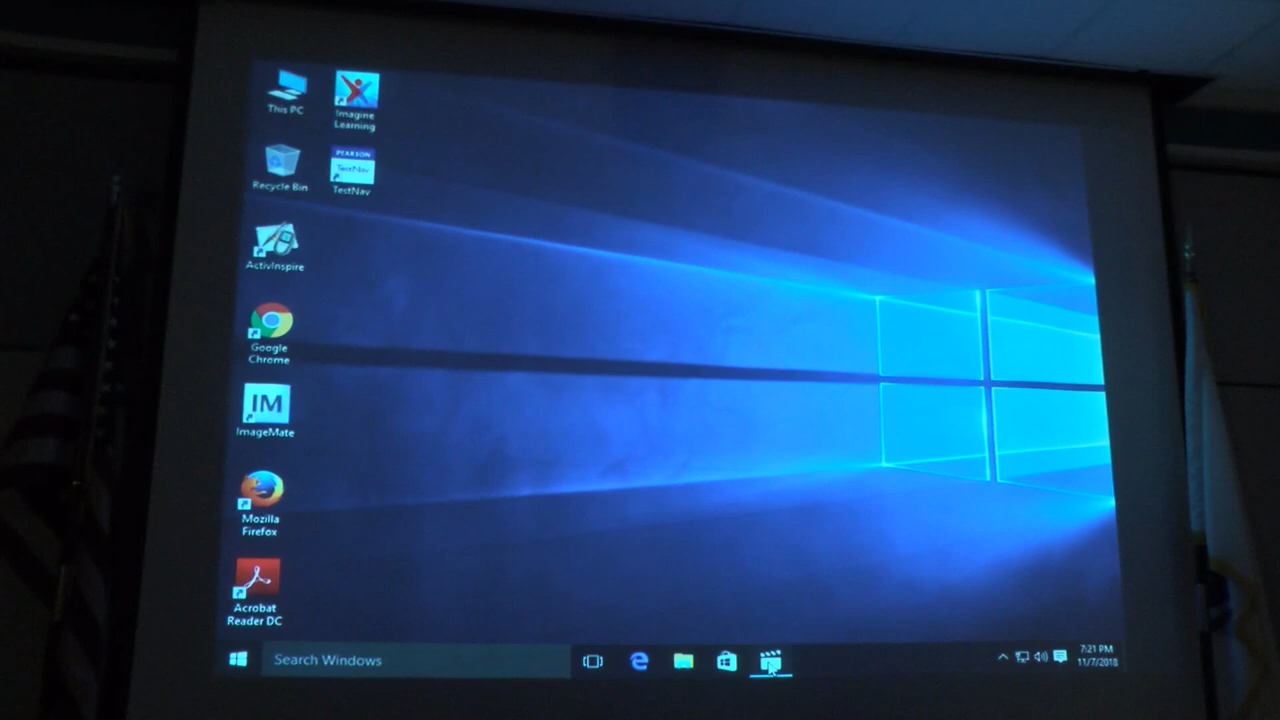 This PC
Imagine
Learning
Recycle Bin
PEARSON
TestNav
TestNav
ActivInspire
Google
Chrome
IM
ImageMate
Mozilla
Firefox
Acrobat
Reader DC
Search Windows
7:21 PM
11/7/2018